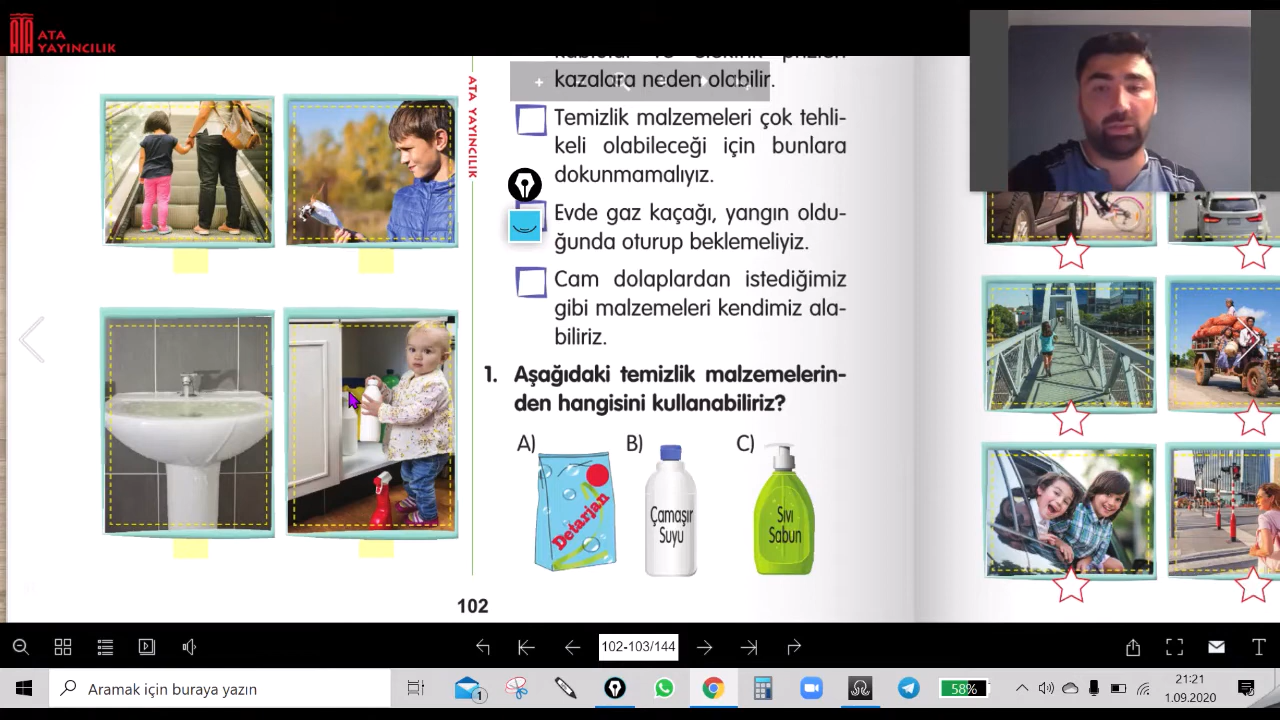 ATA
YAYINCILIK
ATA YAYINCILIK
kazalara neden olabilir.
Temizlik malzemeleri çok tehli-
keli olabileceği için bunlara
dokunmamalıyız.
Evde gaz kaçağı, yangın oldu-
ğunda oturup beklemeliyiz.
Cam dolaplardan istediğimiz
gibi malzemeleri kendimiz ala-
biliriz.
1. Aşağıdaki temizlik malzemelerin-
den hangisini kullanabiliriz?
A) B) C)
Detarjan
Çamaşır
Suyu
Sıvı
Sabun
102
102-103/144
Aramak için buraya yazın
1
58%
21:21
1.09.2020